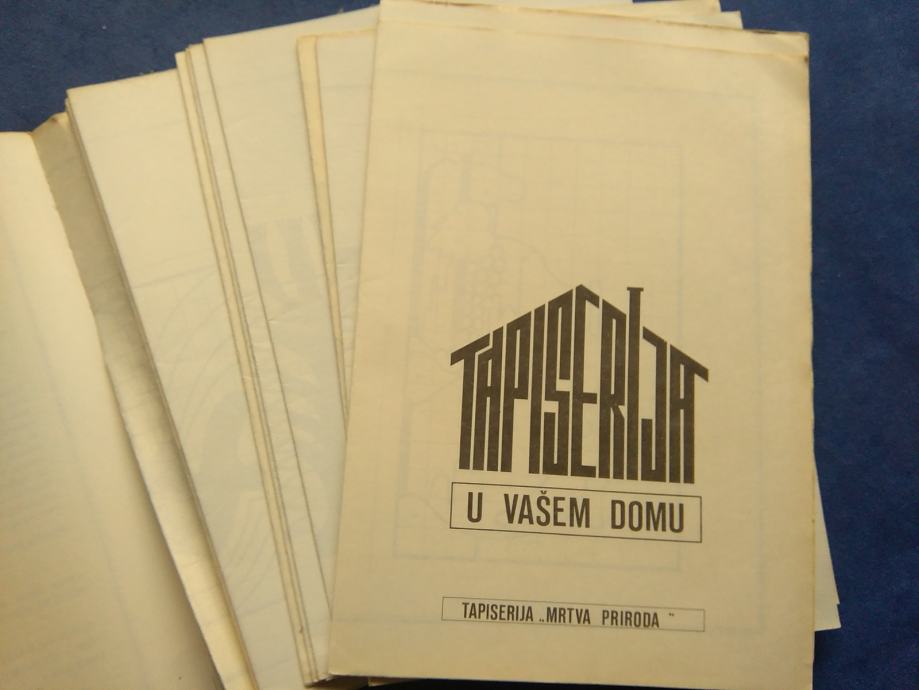 TAPISERIJA
U VAŠEM DOMU
TAPISERIJA „MRTVA PRIRODA“